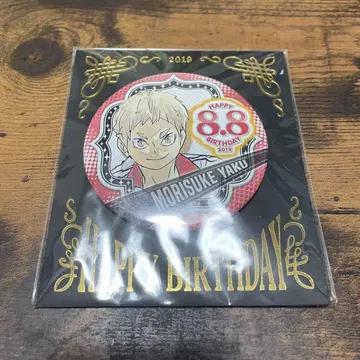 2019
HAPPY
8.8
BIRTHDAY
2019
MORISUKE YAKU
HAPPY BIRTHDAY